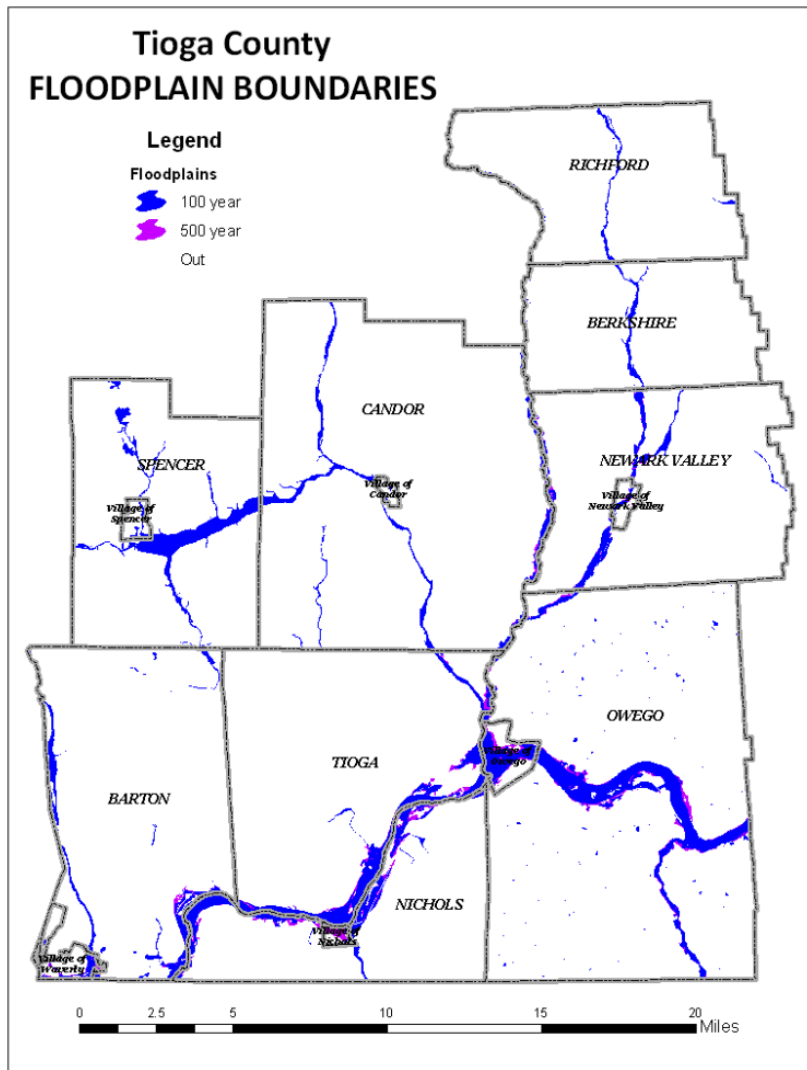 Tioga County
FLOODPLAIN BOUNDARIES
Legend
Floodplains
100 year
500 year
Out
RICHFORD
BERKSHIRE
CANDOR
SPENCER
NEWARK VALLEY
Village of
Candor
Village of
Spencer
Village of
Newark Valley
OWEGO
Village of
Owego
TIOGA
BARTON
NICHOLS
Village of
Nichols
Village of
Waverly
0 2.5 5 10 15 20 Miles